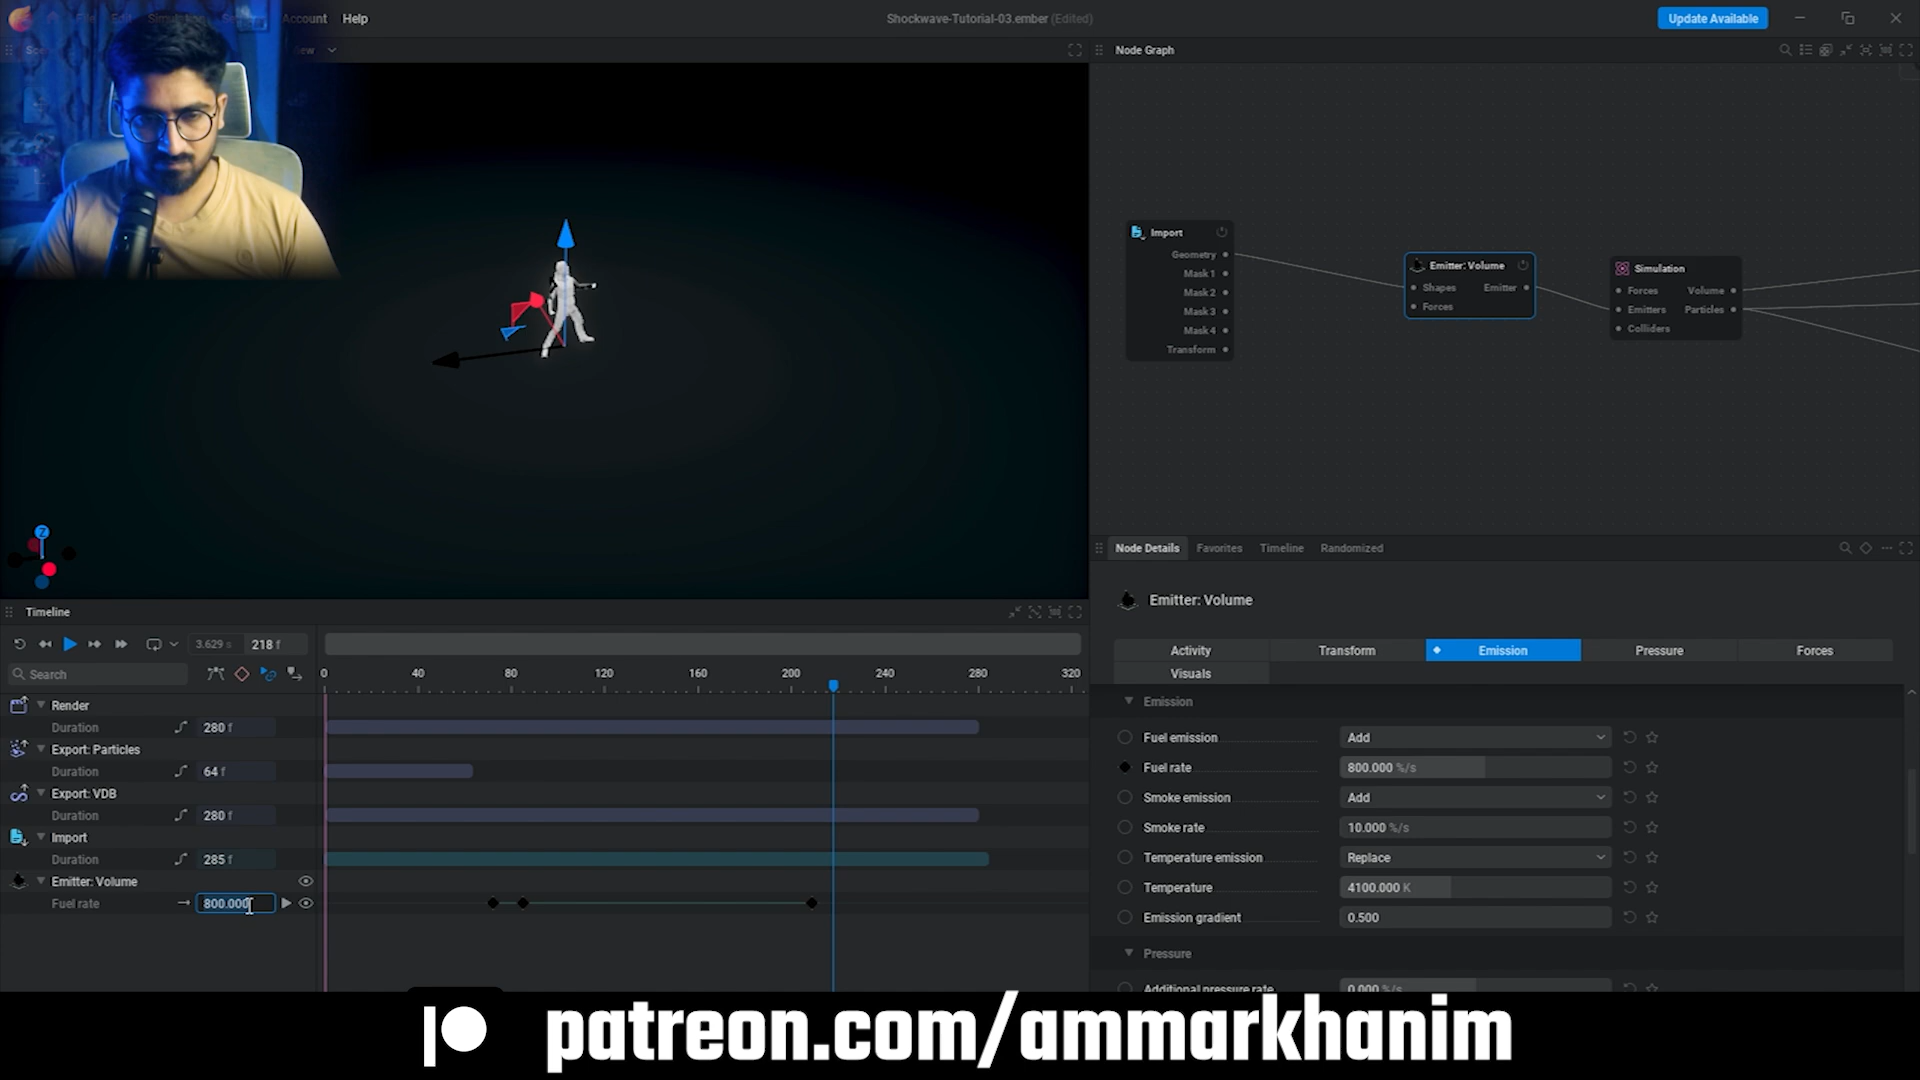 Account
Help
Shockwave-Tutorial-03.ember (Edited)
Update Available
Node Graph
Import
Geometry
Mask 1
Mask 2
Mask 3
Mask 4
Transform
Emitter: Volume
Shapes Emitter
Forces
Simulation
Forces Volume
Emitters Particles
Colliders
Z
Node Details Favorites Timeline Randomized
Emitter: Volume
Activity Transform Emission Pressure Forces
Visuals
Emission
Fuel emission Add
Fuel rate 800.000 %/s
Smoke emission Add
Smoke rate 10.000 %/s
Temperature emission Replace
Temperature 4100.000 K
Emission gradient 0.500
Pressure
Additional pressure rate 0.000 %/s
Timeline
3.629 s 218 f
Search
0 40 80 120 160 200 240 280 320
Render
Duration 280 f
Export: Particles
Duration 64 f
Export: VDB
Duration 280 f
Import
Duration 285 f
Emitter: Volume
Fuel rate 800.000
patreon.com/ammarkhanim